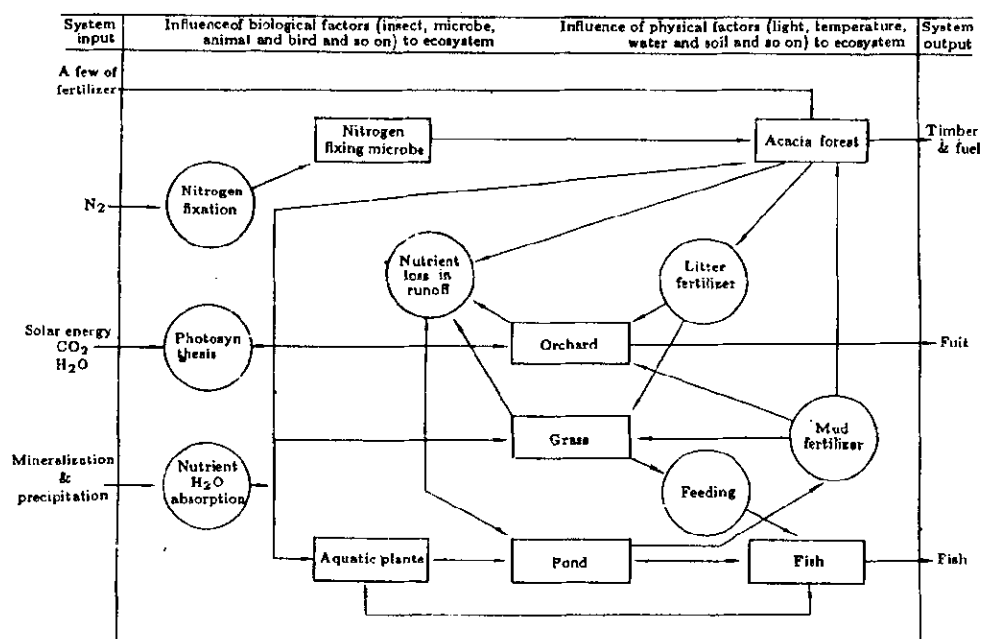 System
input
Influenceof biological factors (insect, microbe,
animal and bird and so on) to ecosystem
Influence of physical factors (light, temperature,
water and soil and so on) to ecosystem
System
output
A few of
fertilizer
Nitrogen
fixing microbe
Acacia forest
Timber
& fuel
N2
Nitrogen
fixation
Nutrient
loss in
runoff
Litter
fertilizer
Solar energy
CO2
H2O
Photosyn
thesis
Orchard
Fuit
Grass
Mud
fertilizer
Mineralization
&
precipitation
Nutrient
H2O
absorption
Feeding
Aquatic plante
Pond
Fish
Fish